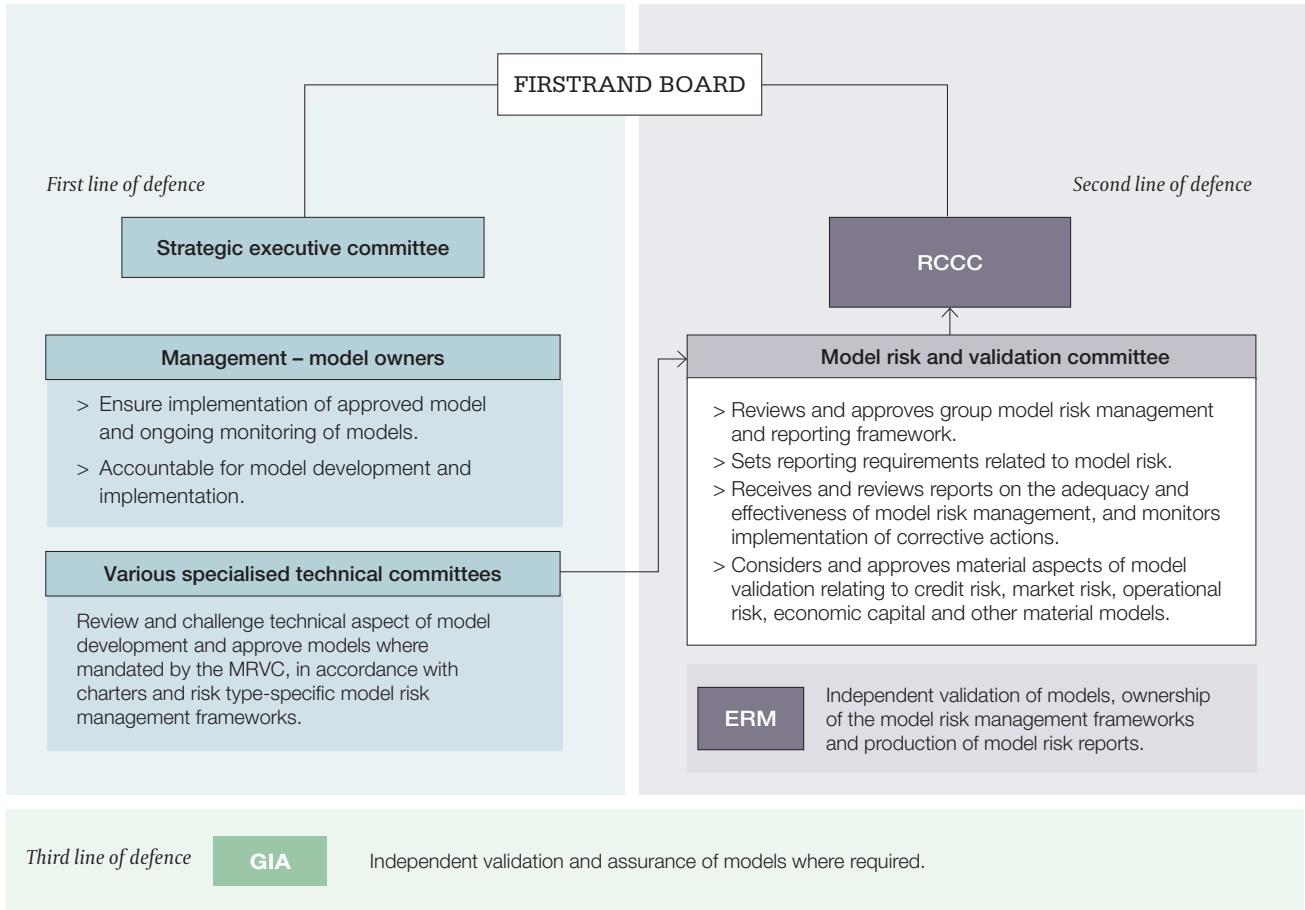 FIRSTRAND BOARD
First line of defence
Strategic executive committee
Management – model owners
> Ensure implementation of approved model
and ongoing monitoring of models.
> Accountable for model development and
implementation.
Various specialised technical committees
Review and challenge technical aspect of model
development and approve models where
mandated by the MRVC, in accordance with
charters and risk type-specific model risk
management frameworks.
Second line of defence
RCCC
Model risk and validation committee
> Reviews and approves group model risk management
and reporting framework.
> Sets reporting requirements related to model risk.
> Receives and reviews reports on the adequacy and
effectiveness of model risk management, and monitors
implementation of corrective actions.
> Considers and approves material aspects of model
validation relating to credit risk, market risk, operational
risk, economic capital and other material models.
ERM
Independent validation of models, ownership
of the model risk management frameworks
and production of model risk reports.
Third line of defence
GIA
Independent validation and assurance of models where required.